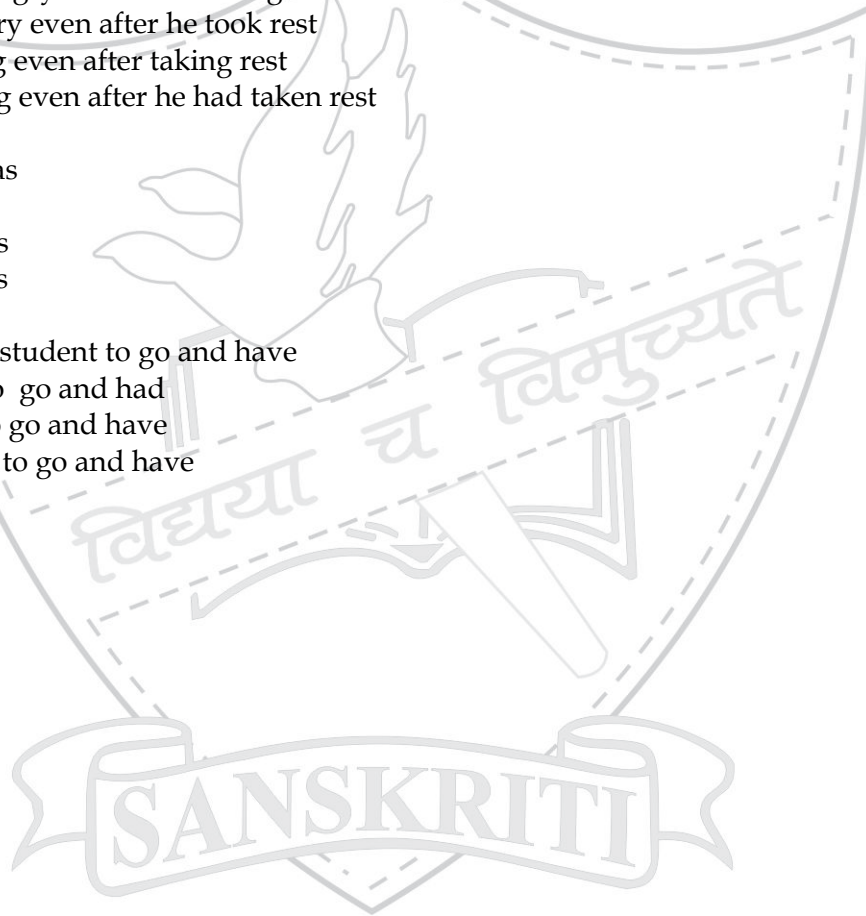 ry even after he took rest
g even after taking rest
g even after he had taken rest
as
s
s
student to go and have
go and had
go and have
to go and have
विद्यया च विमुच्यते
SANSKRITI